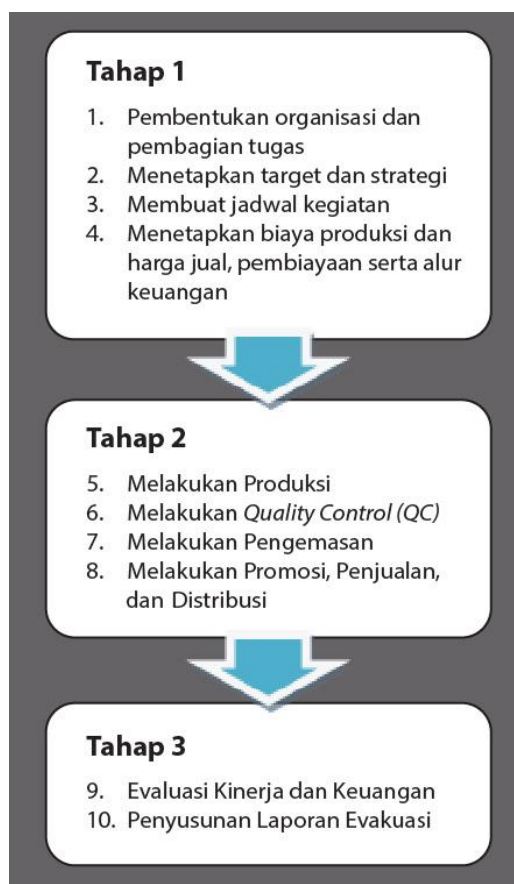 Tahap 1
1. Pembentukan organisasi dan
pembagian tugas
2. Menetapkan target dan strategi
3. Membuat jadwal kegiatan
4. Menetapkan biaya produksi dan
harga jual, pembiayaan serta alur
keuangan
Tahap 2
5. Melakukan Produksi
6. Melakukan Quality Control (QC)
7. Melakukan Pengemasan
8. Melakukan Promosi, Penjualan,
dan Distribusi
Tahap 3
9. Evaluasi Kinerja dan Keuangan
10. Penyusunan Laporan Evakuasi